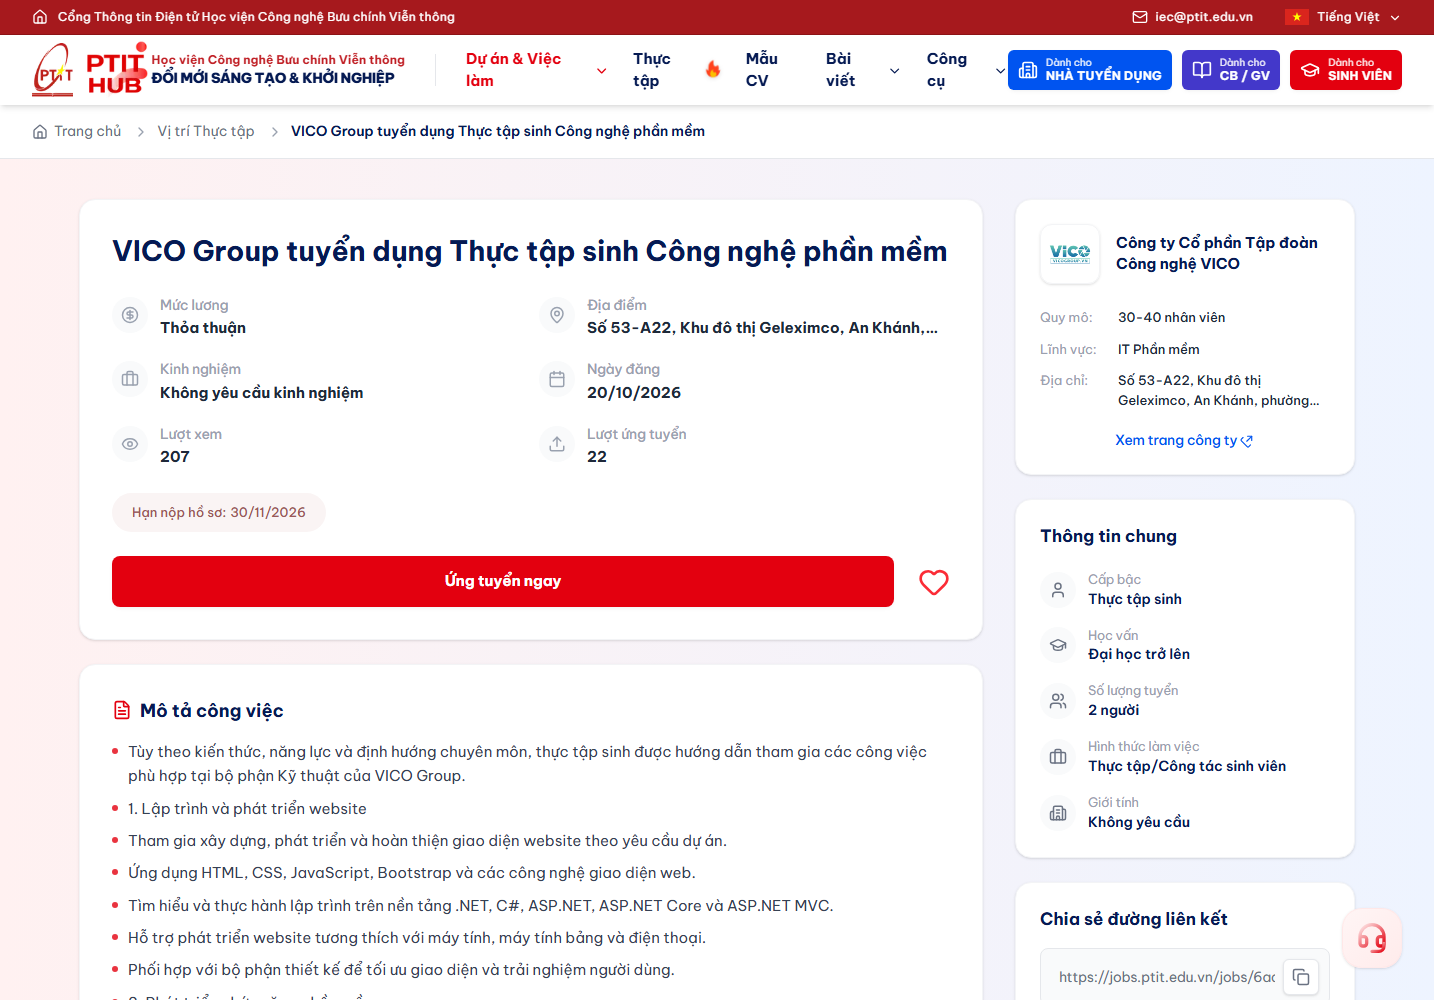 Cổng Thông tin Điện tử Học viện Công nghệ Bưu chính Viễn thông
iec@ptit.edu.vn
Tiếng Việt
PTIT
PTIT
HUB
Học viện Công nghệ Bưu chính Viễn thông
ĐỔI MỚI SÁNG TẠO & KHỞI NGHIỆP
Dự án & Việc
làm
Thực
tập
Mẫu
CV
Bài
viết
Công
cụ
Dành cho
NHÀ TUYỂN DỤNG
Dành cho
CB / GV
Dành cho
SINH VIÊN
Trang chủ
Vị trí Thực tập
VICO Group tuyển dụng Thực tập sinh Công nghệ phần mềm
VICO Group tuyển dụng Thực tập sinh Công nghệ phần mềm
Mức lương
Thỏa thuận
Địa điểm
Số 53-A22, Khu đô thị Geleximco, An Khánh,...
Kinh nghiệm
Không yêu cầu kinh nghiệm
Ngày đăng
20/10/2026
Lượt xem
207
Lượt ứng tuyển
22
Hạn nộp hồ sơ: 30/11/2026
Ứng tuyển ngay
Mô tả công việc
Tùy theo kiến thức, năng lực và định hướng chuyên môn, thực tập sinh được hướng dẫn tham gia các công việc
phù hợp tại bộ phận Kỹ thuật của VICO Group.
1. Lập trình và phát triển website
Tham gia xây dựng, phát triển và hoàn thiện giao diện website theo yêu cầu dự án.
Ứng dụng HTML, CSS, JavaScript, Bootstrap và các công nghệ giao diện web.
Tìm hiểu và thực hành lập trình trên nền tảng .NET, C#, ASP.NET, ASP.NET Core và ASP.NET MVC.
Hỗ trợ phát triển website tương thích với máy tính, máy tính bảng và điện thoại.
Phối hợp với bộ phận thiết kế để tối ưu giao diện và trải nghiệm người dùng.
ViCO
VICOGROUP.VN
Công ty Cổ phần Tập đoàn
Công nghệ VICO
Quy mô:
30-40 nhân viên
Lĩnh vực:
IT Phần mềm
Địa chỉ:
Số 53-A22, Khu đô thị
Geleximco, An Khánh, phường...
Xem trang công ty
Thông tin chung
Cấp bậc
Thực tập sinh
Học vấn
Đại học trở lên
Số lượng tuyển
2 người
Hình thức làm việc
Thực tập/Công tác sinh viên
Giới tính
Không yêu cầu
Chia sẻ đường liên kết
https://jobs.ptit.edu.vn/jobs/6ac